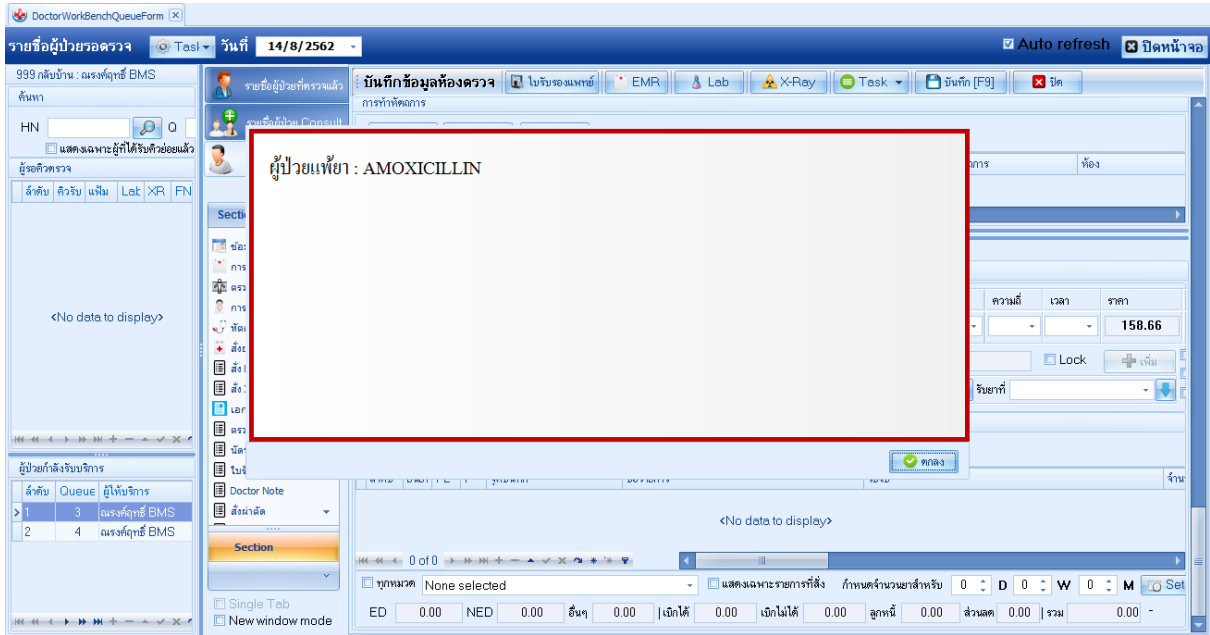 DoctorWorkBenchQueueForm
รายชื่อผู้ป่วยรอตรวจ Task วันที่ 14/8/2562 Auto refresh ปิดหน้าจอ
999 กลับบ้าน : ณรงค์ฤทธิ์ BMS
รายชื่อผู้ป่วยที่ตรวจแล้ว
บันทึกข้อมูลห้องตรวจ ใบรับรองแพทย์ EMR Lab X-Ray Task บันทึก [F9] ปิด
ค้นหา
การทำหัตถการ
รายชื่อผู้ป่วย Consult
HN Q
แสดงเฉพาะผู้ที่ได้รับคิวย่อยแล้ว
ผู้รอคิวตรวจ
ลำดับ คิวรับ แฟ้ม Lab XR FN
ผู้ป่วยแพ้ยา : AMOXICILLIN
ห้อง
<No data to display>
ความถี่ เวลา ราคา
158.66
Lock เพิ่ม
รับยาที่
ตกลง
ผู้ป่วยกำลังรับบริการ
ลำดับ Queue ผู้ให้บริการ
1 3 ณรงค์ฤทธิ์ BMS
2 4 ณรงค์ฤทธิ์ BMS
Doctor Note
สั่งผ่าตัด
Section
Single Tab
New window mode
<No data to display>
0 of 0
ทุกหมวด None selected แสดงเฉพาะรายการที่สั่ง กำหนดจำนวนยาสำหรับ 0 D 0 W 0 M Set
ED 0.00 NED 0.00 อื่นๆ 0.00 | เบิกได้ 0.00 เบิกไม่ได้ 0.00 ลูกหนี้ 0.00 ส่วนลด 0.00 | รวม 0.00 -